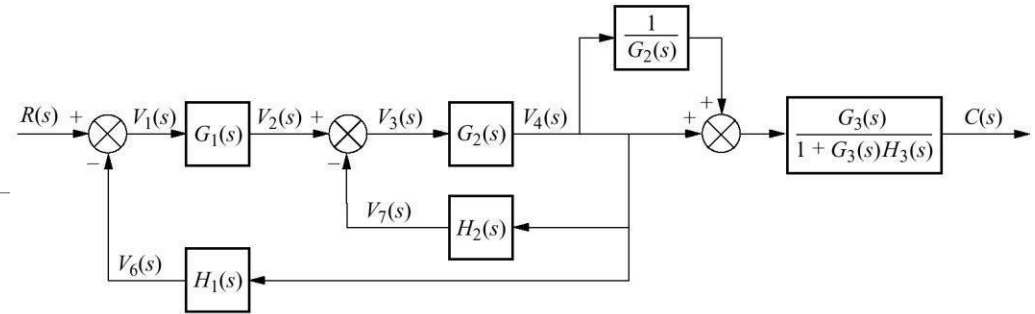 1
G₂(s)
R(s) + V₁(s) G₁(s) V₂(s) + V₃(s) G₂(s) V₄(s) + + G₃(s) C(s)
1 + G₃(s)H₃(s)
− −
V₇(s) H₂(s)
V₆(s) H₁(s)